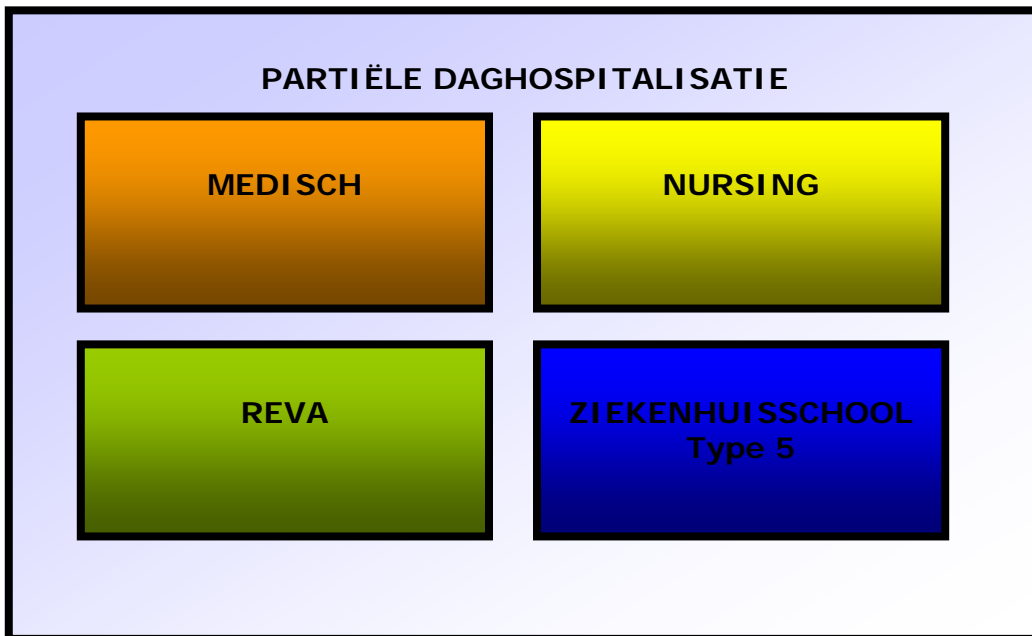 PARTIËLE DAGHOSPITALISATIE
MEDISCH
NURSING
REVA
ZIEKENHUISSCHOOL
Type 5